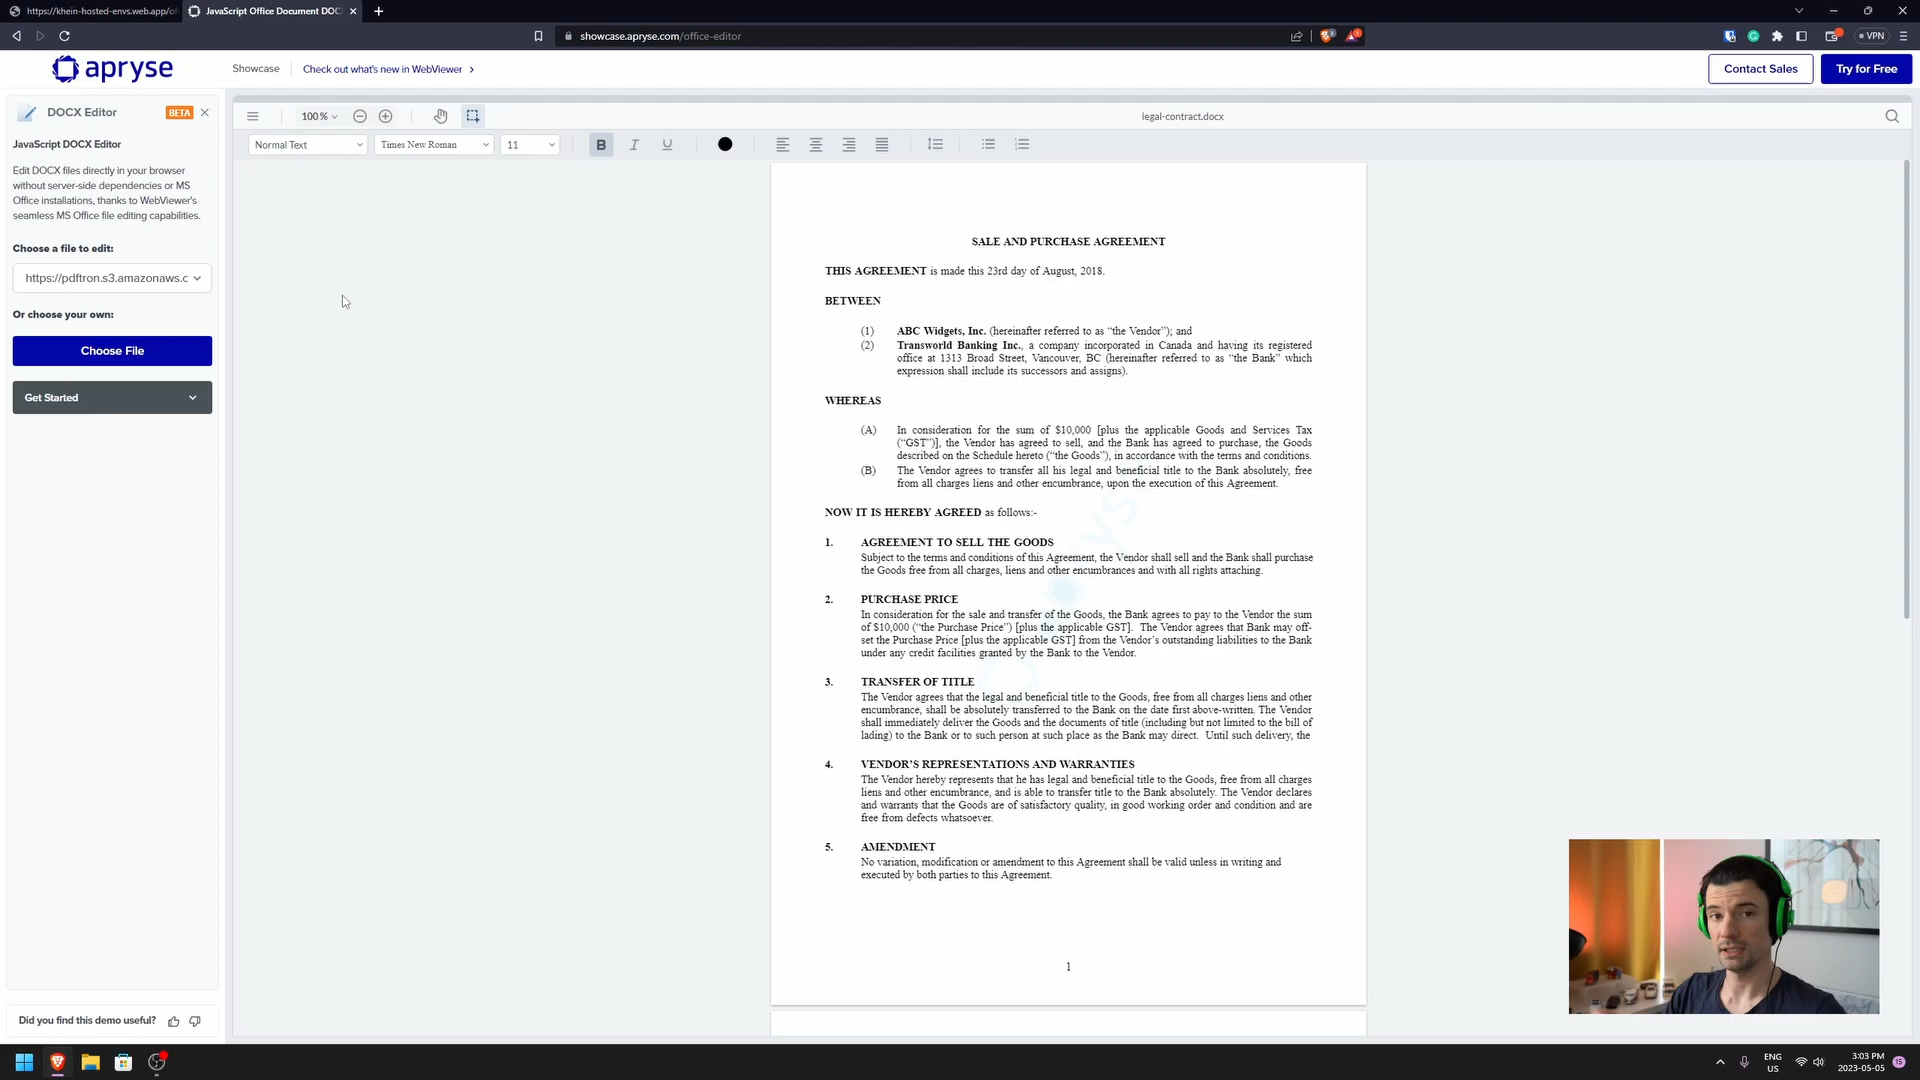 https://khein-hosted-envs.web.app/of
JavaScript Office Document DOC
showcase.apryse.com/office-editor
VPN
apryse
Showcase
Check out what's new in WebViewer
Contact Sales
Try for Free
DOCX Editor
BETA
JavaScript DOCX Editor
Edit DOCX files directly in your browser
without server-side dependencies or MS
Office installations, thanks to WebViewer's
seamless MS Office file editing capabilities.
Choose a file to edit:
https://pdftron.s3.amazonaws.c
Or choose your own:
Choose File
Get Started
Did you find this demo useful?
100%
legal-contract.docx
Normal Text
Times New Roman
11
B
I
U
SALE AND PURCHASE AGREEMENT
THIS AGREEMENT is made this 23rd day of August, 2018.
BETWEEN
(1) ABC Widgets, Inc. (hereinafter referred to as “the Vendor”); and
(2) Transworld Banking Inc., a company incorporated in Canada and having its registered
office at 1313 Broad Street, Vancouver, BC (hereinafter referred to as “the Bank” which
expression shall include its successors and assigns).
WHEREAS
(A) In consideration for the sum of $10,000 [plus the applicable Goods and Services Tax
(“GST”)], the Vendor has agreed to sell, and the Bank has agreed to purchase, the Goods
described on the Schedule hereto (“the Goods”), in accordance with the terms and conditions.
(B) The Vendor agrees to transfer all his legal and beneficial title to the Bank absolutely, free
from all charges liens and other encumbrance, upon the execution of this Agreement.
NOW IT IS HEREBY AGREED as follows:-
1. AGREEMENT TO SELL THE GOODS
Subject to the terms and conditions of this Agreement, the Vendor shall sell and the Bank shall purchase
the Goods free from all charges, liens and other encumbrances and with all rights attaching.
2. PURCHASE PRICE
In consideration for the sale and transfer of the Goods, the Bank agrees to pay to the Vendor the sum
of $10,000 (“the Purchase Price”) [plus the applicable GST]. The Vendor agrees that Bank may off-
set the Purchase Price [plus the applicable GST] from the Vendor’s outstanding liabilities to the Bank
under any credit facilities granted by the Bank to the Vendor.
3. TRANSFER OF TITLE
The Vendor agrees that the legal and beneficial title to the Goods, free from all charges liens and other
encumbrance, shall be absolutely transferred to the Bank on the date first above-written. The Vendor
shall immediately deliver the Goods and the documents of title (including but not limited to the bill of
lading) to the Bank or to such person at such place as the Bank may direct. Until such delivery, the
4. VENDOR’S REPRESENTATIONS AND WARRANTIES
The Vendor hereby represents that he has legal and beneficial title to the Goods, free from all charges
liens and other encumbrance, and is able to transfer title to the Bank absolutely. The Vendor declares
and warrants that the Goods are of satisfactory quality, in good working order and condition and are
free from defects whatsoever.
5. AMENDMENT
No variation, modification or amendment to this Agreement shall be valid unless in writing and
executed by both parties to this Agreement.
1
ENG
US
3:03 PM
2023-05-05
15